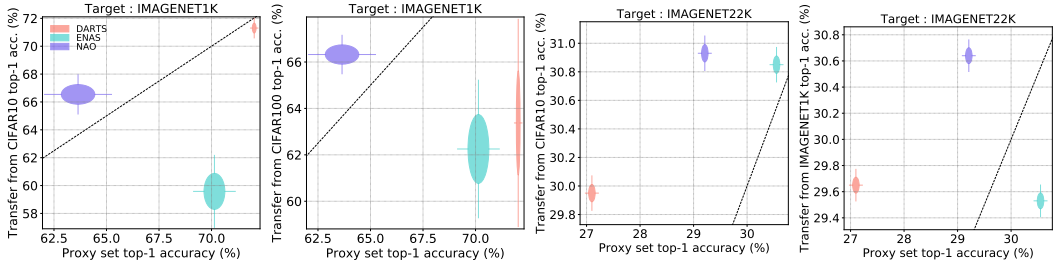 Target : IMAGENET1K
Transfer from CIFAR10 top-1 acc. (%)
72
70
68
66
64
62
60
58
DARTS
ENAS
NAO
62.5
65.0
67.5
70.0
Proxy set top-1 accuracy (%)
Target : IMAGENET1K
Transfer from CIFAR100 top-1 acc. (%)
66
64
62
60
62.5
65.0
67.5
70.0
Proxy set top-1 accuracy (%)
Target : IMAGENET22K
Transfer from CIFAR10 top-1 acc. (%)
31.0
30.8
30.6
30.4
30.2
30.0
29.8
27
28
29
30
Proxy set top-1 accuracy (%)
Target : IMAGENET22K
Transfer from IMAGENET1K top-1 acc. (%)
30.8
30.6
30.4
30.2
30.0
29.8
29.6
29.4
27
28
29
30
Proxy set top-1 accuracy (%)